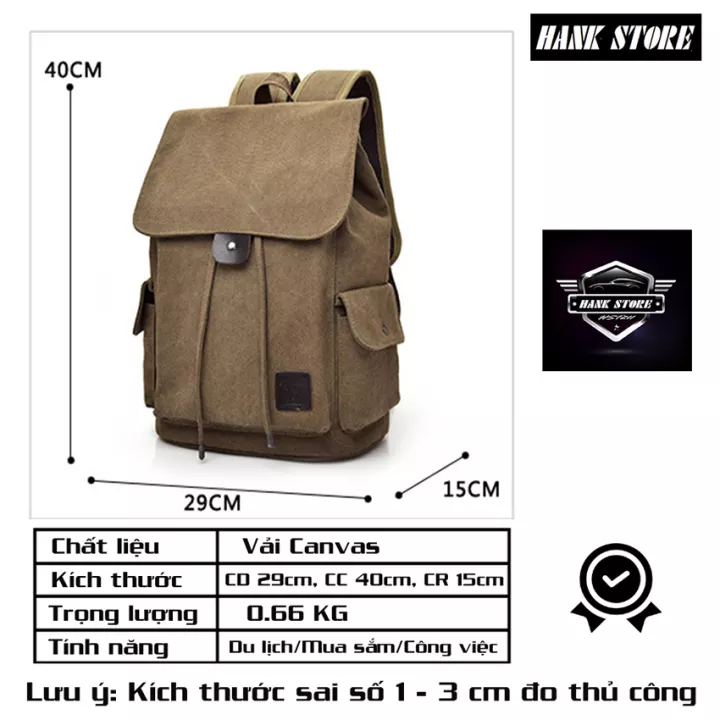 HANK STORE
40CM
HANK STORE
29CM
15CM
Chất liệu Vải Canvas
Kích thước CD 29cm, CC 40cm, CR 15cm
Trọng lượng 0.66 KG
Tính năng Du lịch/Mua sắm/Công việc
Lưu ý: Kích thước sai số 1 - 3 cm đo thủ công